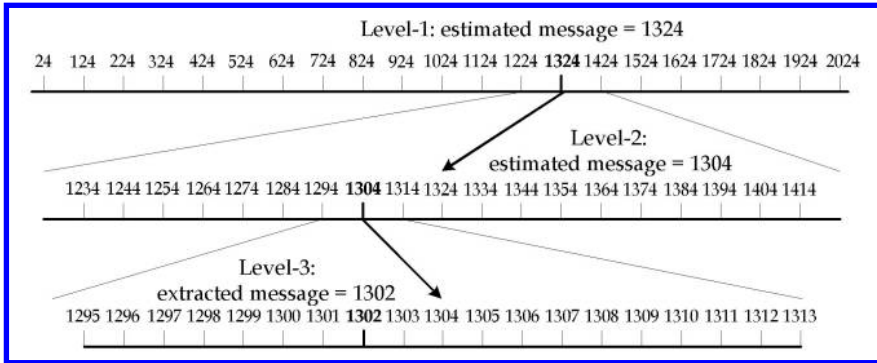 Level-1: estimated message = 1324
24 124 224 324 424 524 624 724 824 924 1024 1124 1224 1324 1424 1524 1624 1724 1824 1924 2024
Level-2:
estimated message = 1304
1234 1244 1254 1264 1274 1284 1294 1304 1314 1324 1334 1344 1354 1364 1374 1384 1394 1404 1414
Level-3:
extracted message = 1302
1295 1296 1297 1298 1299 1300 1301 1302 1303 1304 1305 1306 1307 1308 1309 1310 1311 1312 1313